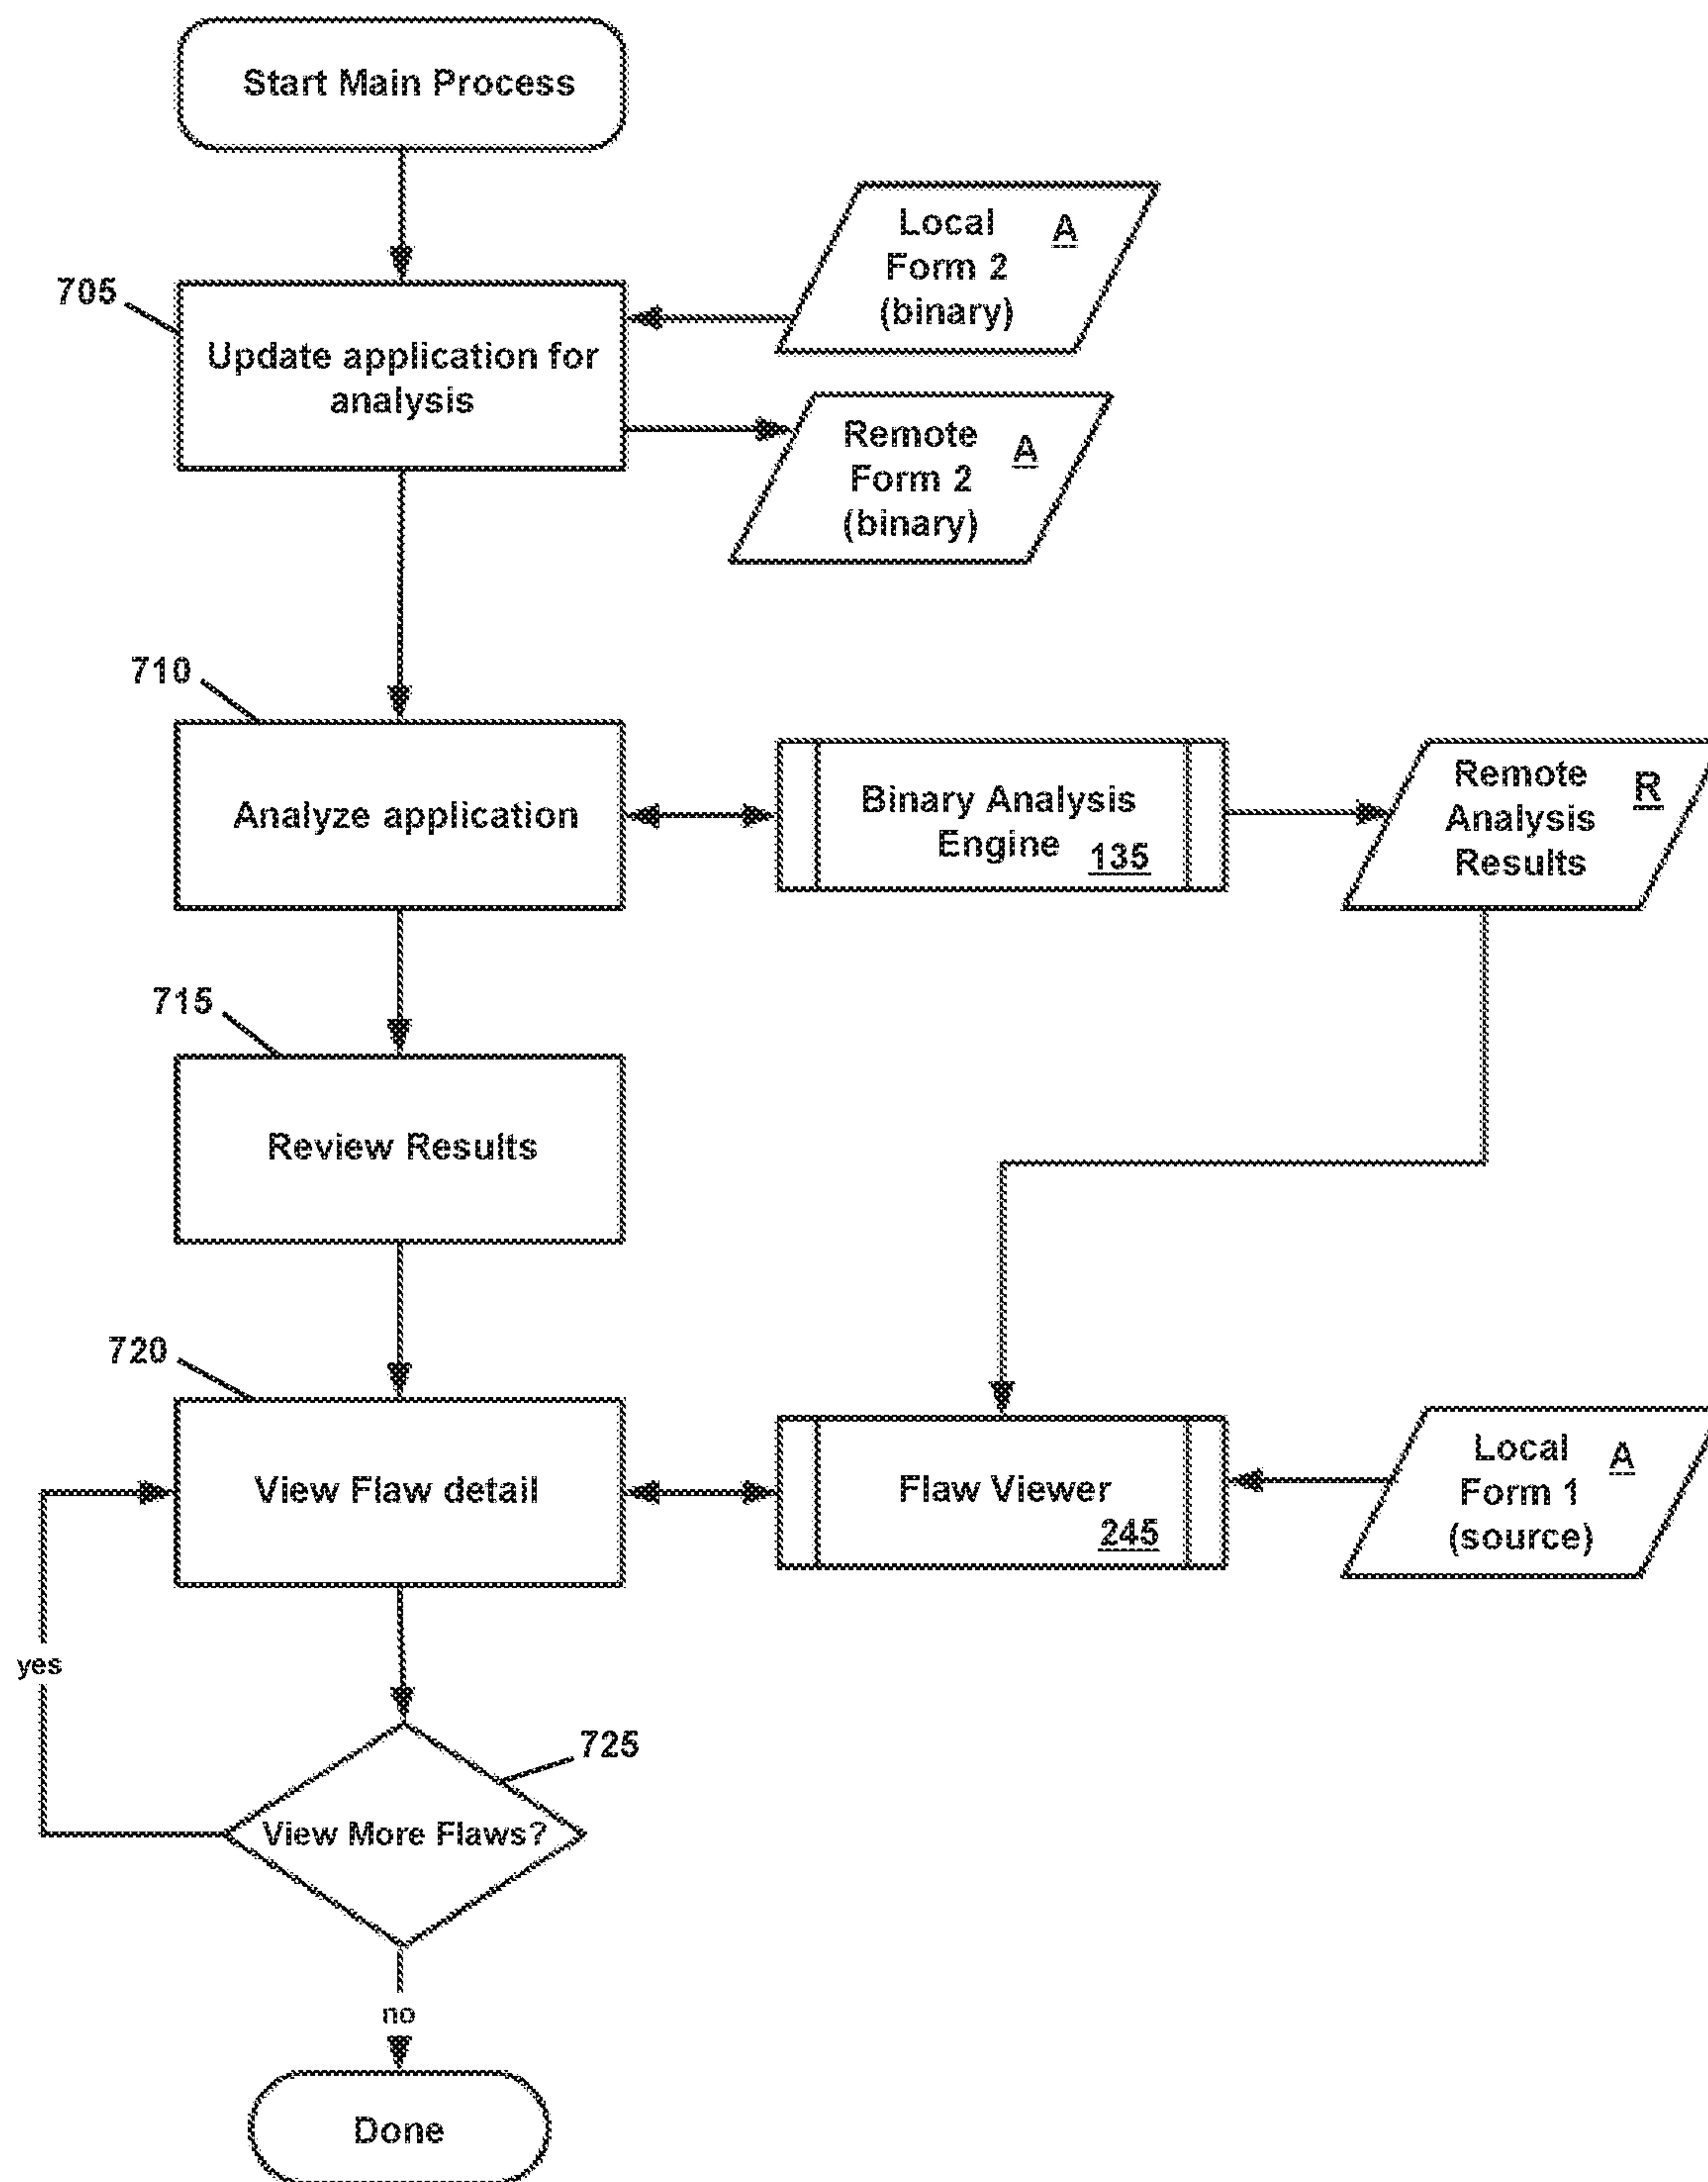 Start Main Process
Local
Form 2
(binary)
A
705
Update application for
analysis
Remote
Form 2
(binary)
A
710
Analyze application
Binary Analysis
Engine
135
Remote
Analysis
Results
R
715
Review Results
720
View Flaw detail
Flaw Viewer
245
Local
Form 1
(source)
A
yes
725
View More Flaws?
no
Done